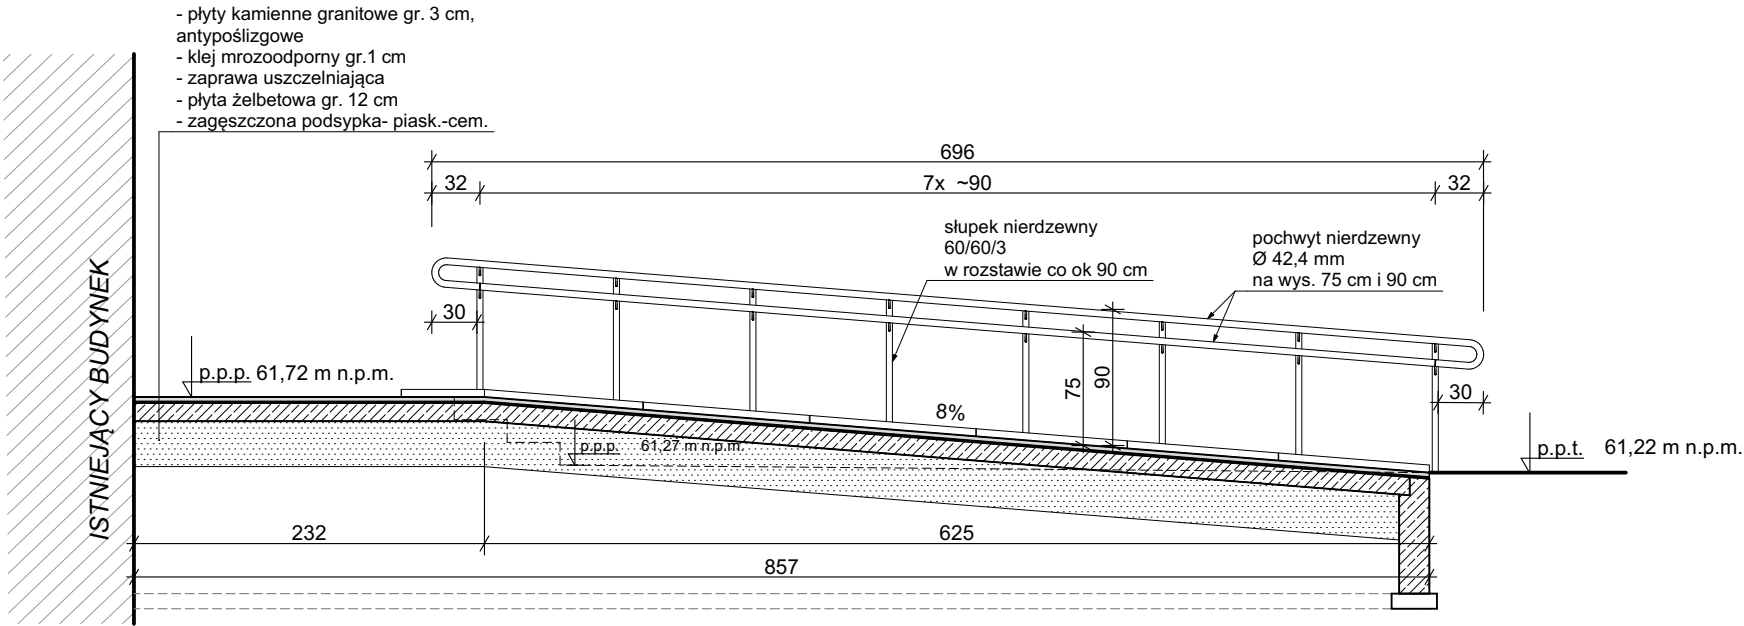 - płyty kamienne granitowe gr. 3 cm,
antypoślizgowe
- klej mrozoodporny gr.1 cm
- zaprawa uszczelniająca
- płyta żelbetowa gr. 12 cm
- zagęszczona podsypka- piask.-cem.
696
32
7x ~90
32
słupek nierdzewny
60/60/3
w rozstawie co ok 90 cm
pochwyt nierdzewny
Ø 42,4 mm
na wys. 75 cm i 90 cm
30
ISTNIEJĄCY BUDYNEK
p.p.p. 61,72 m n.p.m.
75
90
30
8%
p.p.p. 61,27 m n.p.m.
p.p.t. 61,22 m n.p.m.
232
625
857